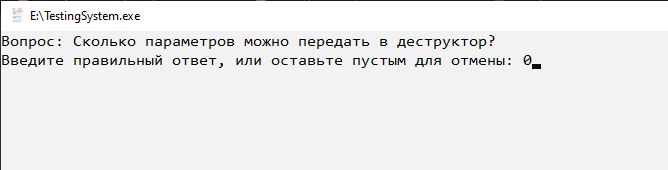 E:\TestingSystem.exe
Вопрос: Сколько параметров можно передать в деструктор?
Введите правильный ответ, или оставьте пустым для отмены: 0